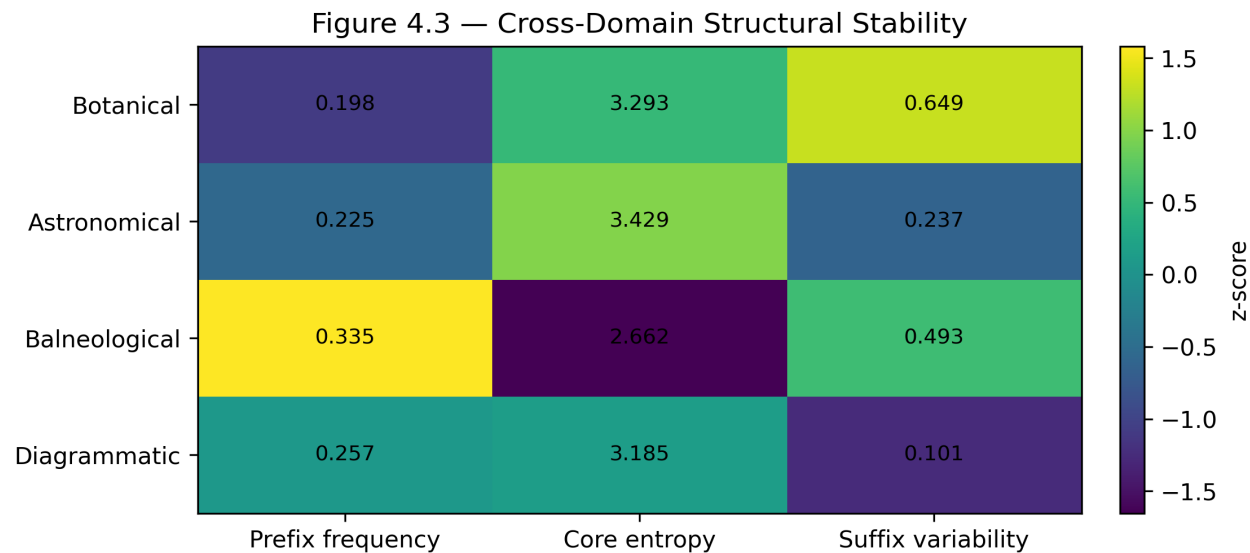 Figure 4.3 — Cross-Domain Structural Stability
Botanical 0.198 3.293 0.649
Astronomical 0.225 3.429 0.237
Balneological 0.335 2.662 0.493
Diagrammatic 0.257 3.185 0.101
Prefix frequency Core entropy Suffix variability
1.5
1.0
0.5
0.0
−0.5
−1.0
−1.5
z-score